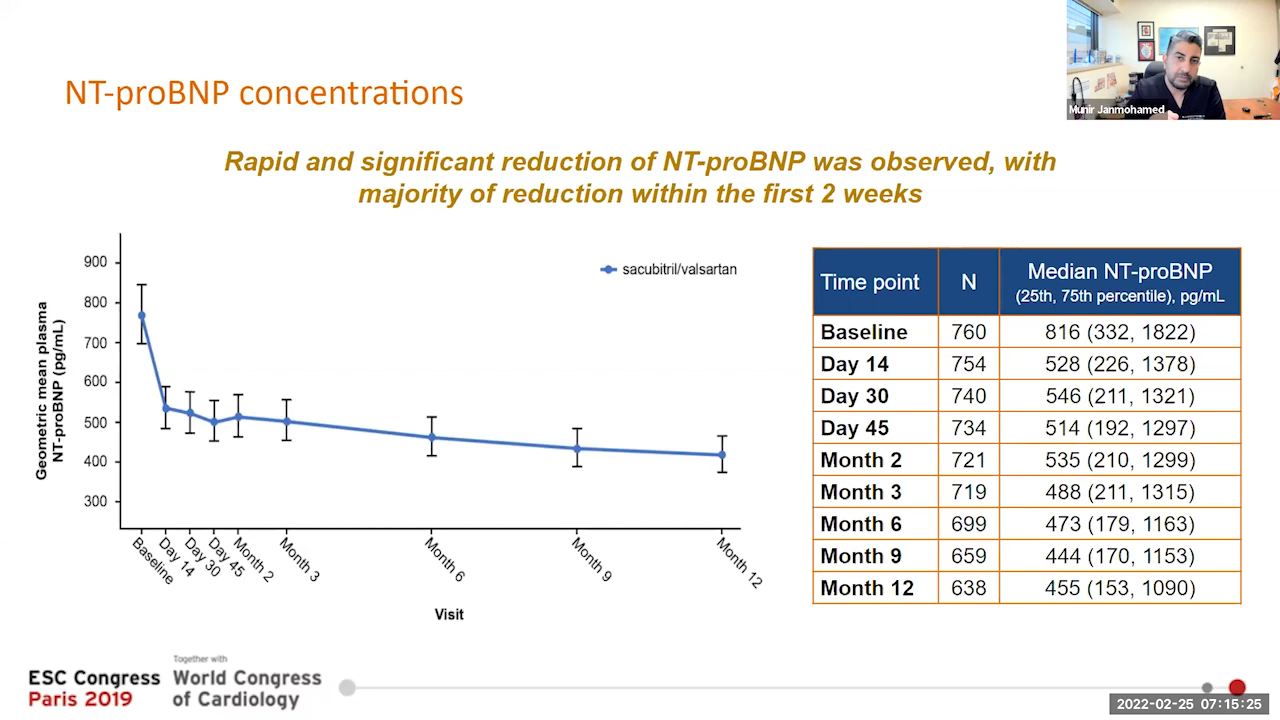 Munir Janmohamed
NT-proBNP concentrations
Rapid and significant reduction of NT-proBNP was observed, with
majority of reduction within the first 2 weeks
Geometric mean plasma
NT-proBNP (pg/mL)
900
800
700
600
500
400
300
sacubitril/valsartan
Baseline
Day 14
Day 30
Day 45
Month 2
Month 3
Month 6
Month 9
Month 12
Visit
Time point N Median NT-proBNP
(25th, 75th percentile), pg/mL
Baseline 760 816 (332, 1822)
Day 14 754 528 (226, 1378)
Day 30 740 546 (211, 1321)
Day 45 734 514 (192, 1297)
Month 2 721 535 (210, 1299)
Month 3 719 488 (211, 1315)
Month 6 699 473 (179, 1163)
Month 9 659 444 (170, 1153)
Month 12 638 455 (153, 1090)
ESC Congress
Paris 2019
Together with
World Congress
of Cardiology
2022-02-25 07:15:25